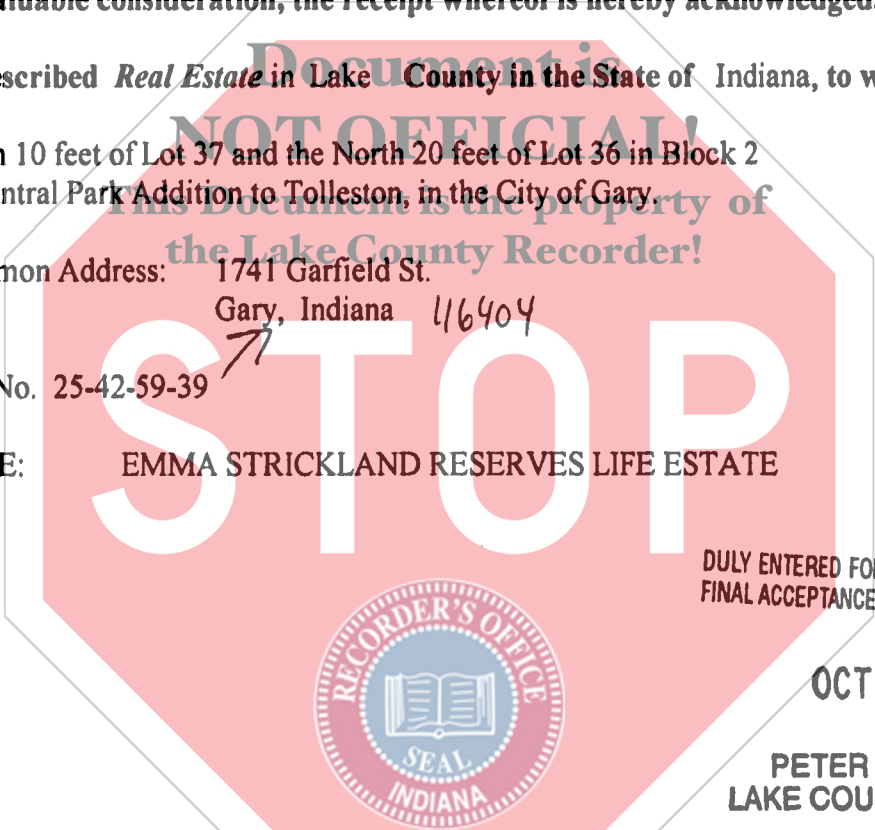 valuable consideration, the receipt whereof is hereby acknowledged.
Document is
escribed Real Estate in Lake County in the State of Indiana, to w
NOT OFFICIAL!
h 10 feet of Lot 37 and the North 20 feet of Lot 36 in Block 2
ntral Park Addition to Tolleston, in the City of Gary.
This Document is the property of
the Lake County Recorder!
mon Address: 1741 Garfield St.
Gary, Indiana 46404
STOP
No. 25-42-59-39
E: EMMA STRICKLAND RESERVES LIFE ESTATE
DULY ENTERED FO
FINAL ACCEPTANCE
RECORDER'S OFFICE
SEAL
INDIANA
OCT
PETER
LAKE COU